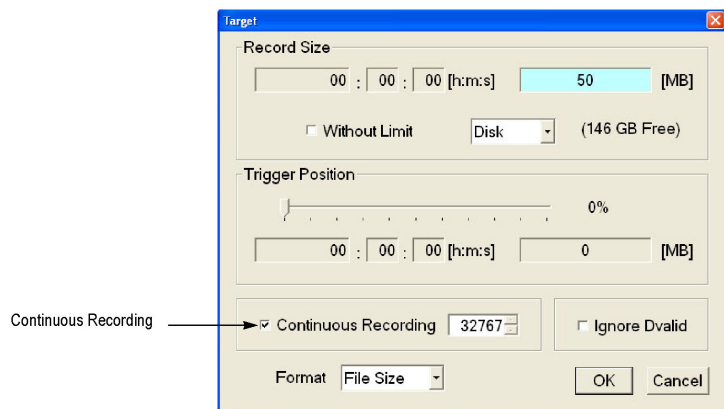 Target
Record Size
00 : 00 : 00 [h:m:s] 50 [MB]
Without Limit Disk (146 GB Free)
Trigger Position
0%
00 : 00 : 00 [h:m:s] 0 [MB]
Continuous Recording Continuous Recording 32767 Ignore Dvalid
Format File Size OK Cancel